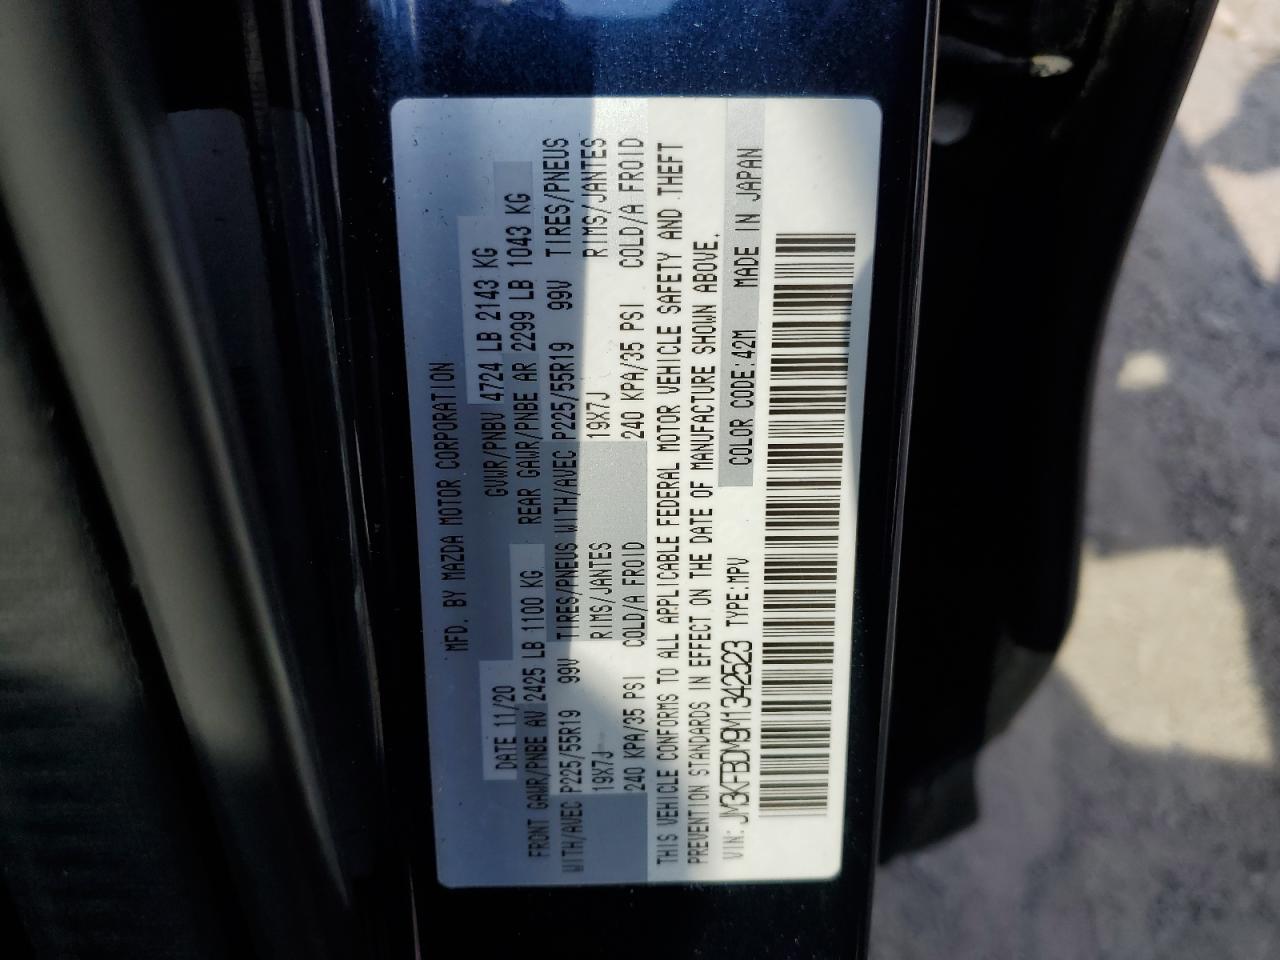 MFD. BY MAZDA MOTOR CORPORATION
DATE 11/20 GVWR/PNBV 4724 LB 2143 KG
FRONT GAWR/PNBE AV 2425 LB 1100 KG REAR GAWR/PNBE AR 2299 LB 1043 KG
WITH/AVEC P225/55R19 99V TIRES/PNEUS WITH/AVEC P225/55R19 99V TIRES/PNEUS
19X7J RIMS/JANTES 19X7J RIMS/JANTES
240 KPA/35 PSI COLD/A FROID 240 KPA/35 PSI COLD/A FROID
THIS VEHICLE CONFORMS TO ALL APPLICABLE FEDERAL MOTOR VEHICLE SAFETY AND THEFT
PREVENTION STANDARDS IN EFFECT ON THE DATE OF MANUFACTURE SHOWN ABOVE.
VIN: JM3KFBDM9M1342523 TYPE:MPV COLOR CODE:42M MADE IN JAPAN